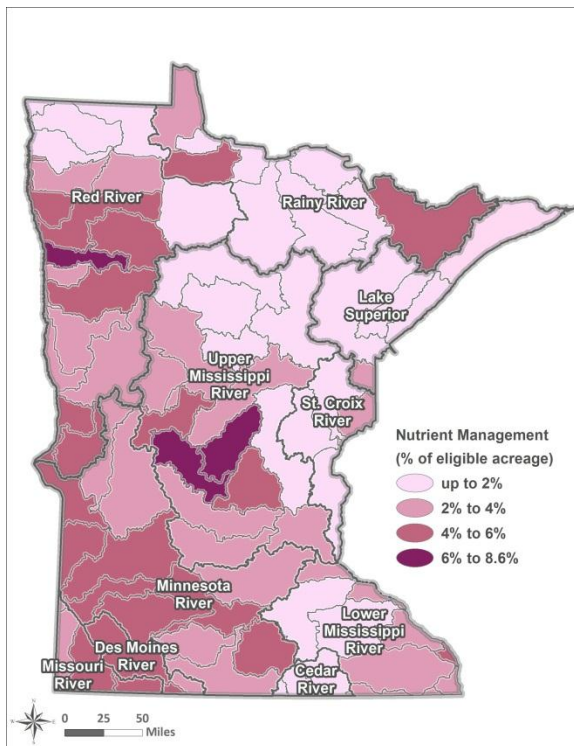 Red River
Rainy River
Lake
Superior
Upper
Mississippi
River
St. Croix
River
Nutrient Management
(% of eligible acreage)
up to 2%
2% to 4%
4% to 6%
6% to 8.6%
Minnesota
River
Lower
Mississippi
River
Des Moines
River
Missouri
River
Cedar
River
N
W
E
S
0 25 50
Miles